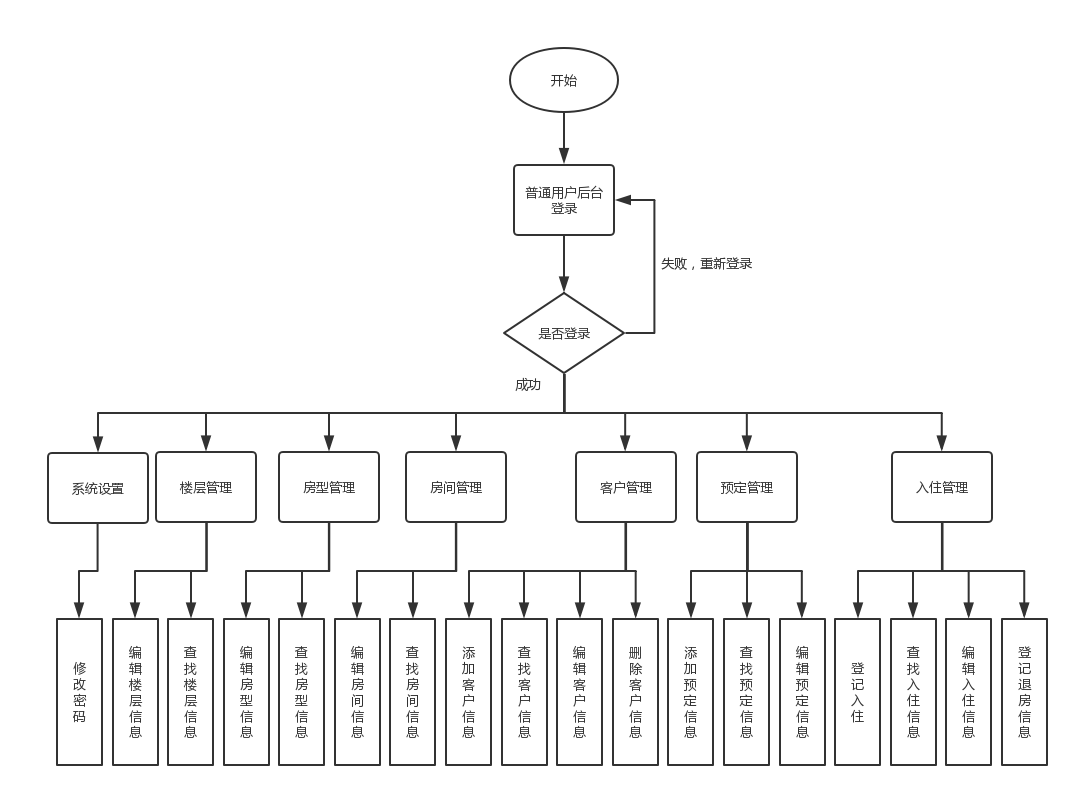 开始
普通用户后台
登录
失败，重新登录
是否登录
成功
系统设置
楼层管理
房型管理
房间管理
客户管理
预定管理
入住管理
修改密码
编辑楼层信息
查找楼层信息
编辑房型信息
查找房型信息
编辑房间信息
查找房间信息
添加客户信息
查找客户信息
编辑客户信息
删除客户信息
添加预定信息
查找预定信息
编辑预定信息
登记入住
查找入住信息
编辑入住信息
登记退房信息